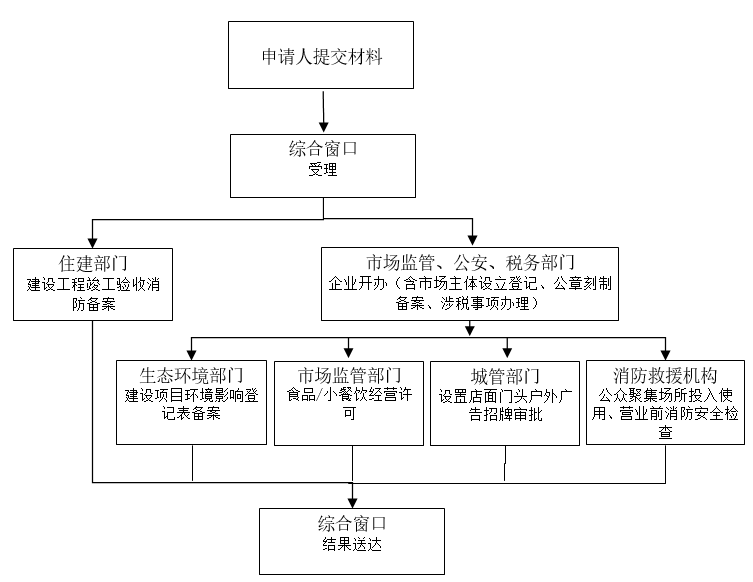 申请人提交材料
综合窗口
受理
住建部门
建设工程竣工验收消
防备案
市场监管、公安、税务部门
企业开办（含市场主体设立登记、公章刻制
备案、涉税事项办理）
生态环境部门
建设项目环境影响登
记表备案
市场监管部门
食品/小餐饮经营许
可
城管部门
设置店面门头户外广
告招牌审批
消防救援机构
公众聚集场所投入使
用、营业前消防安全检
查
综合窗口
结果送达